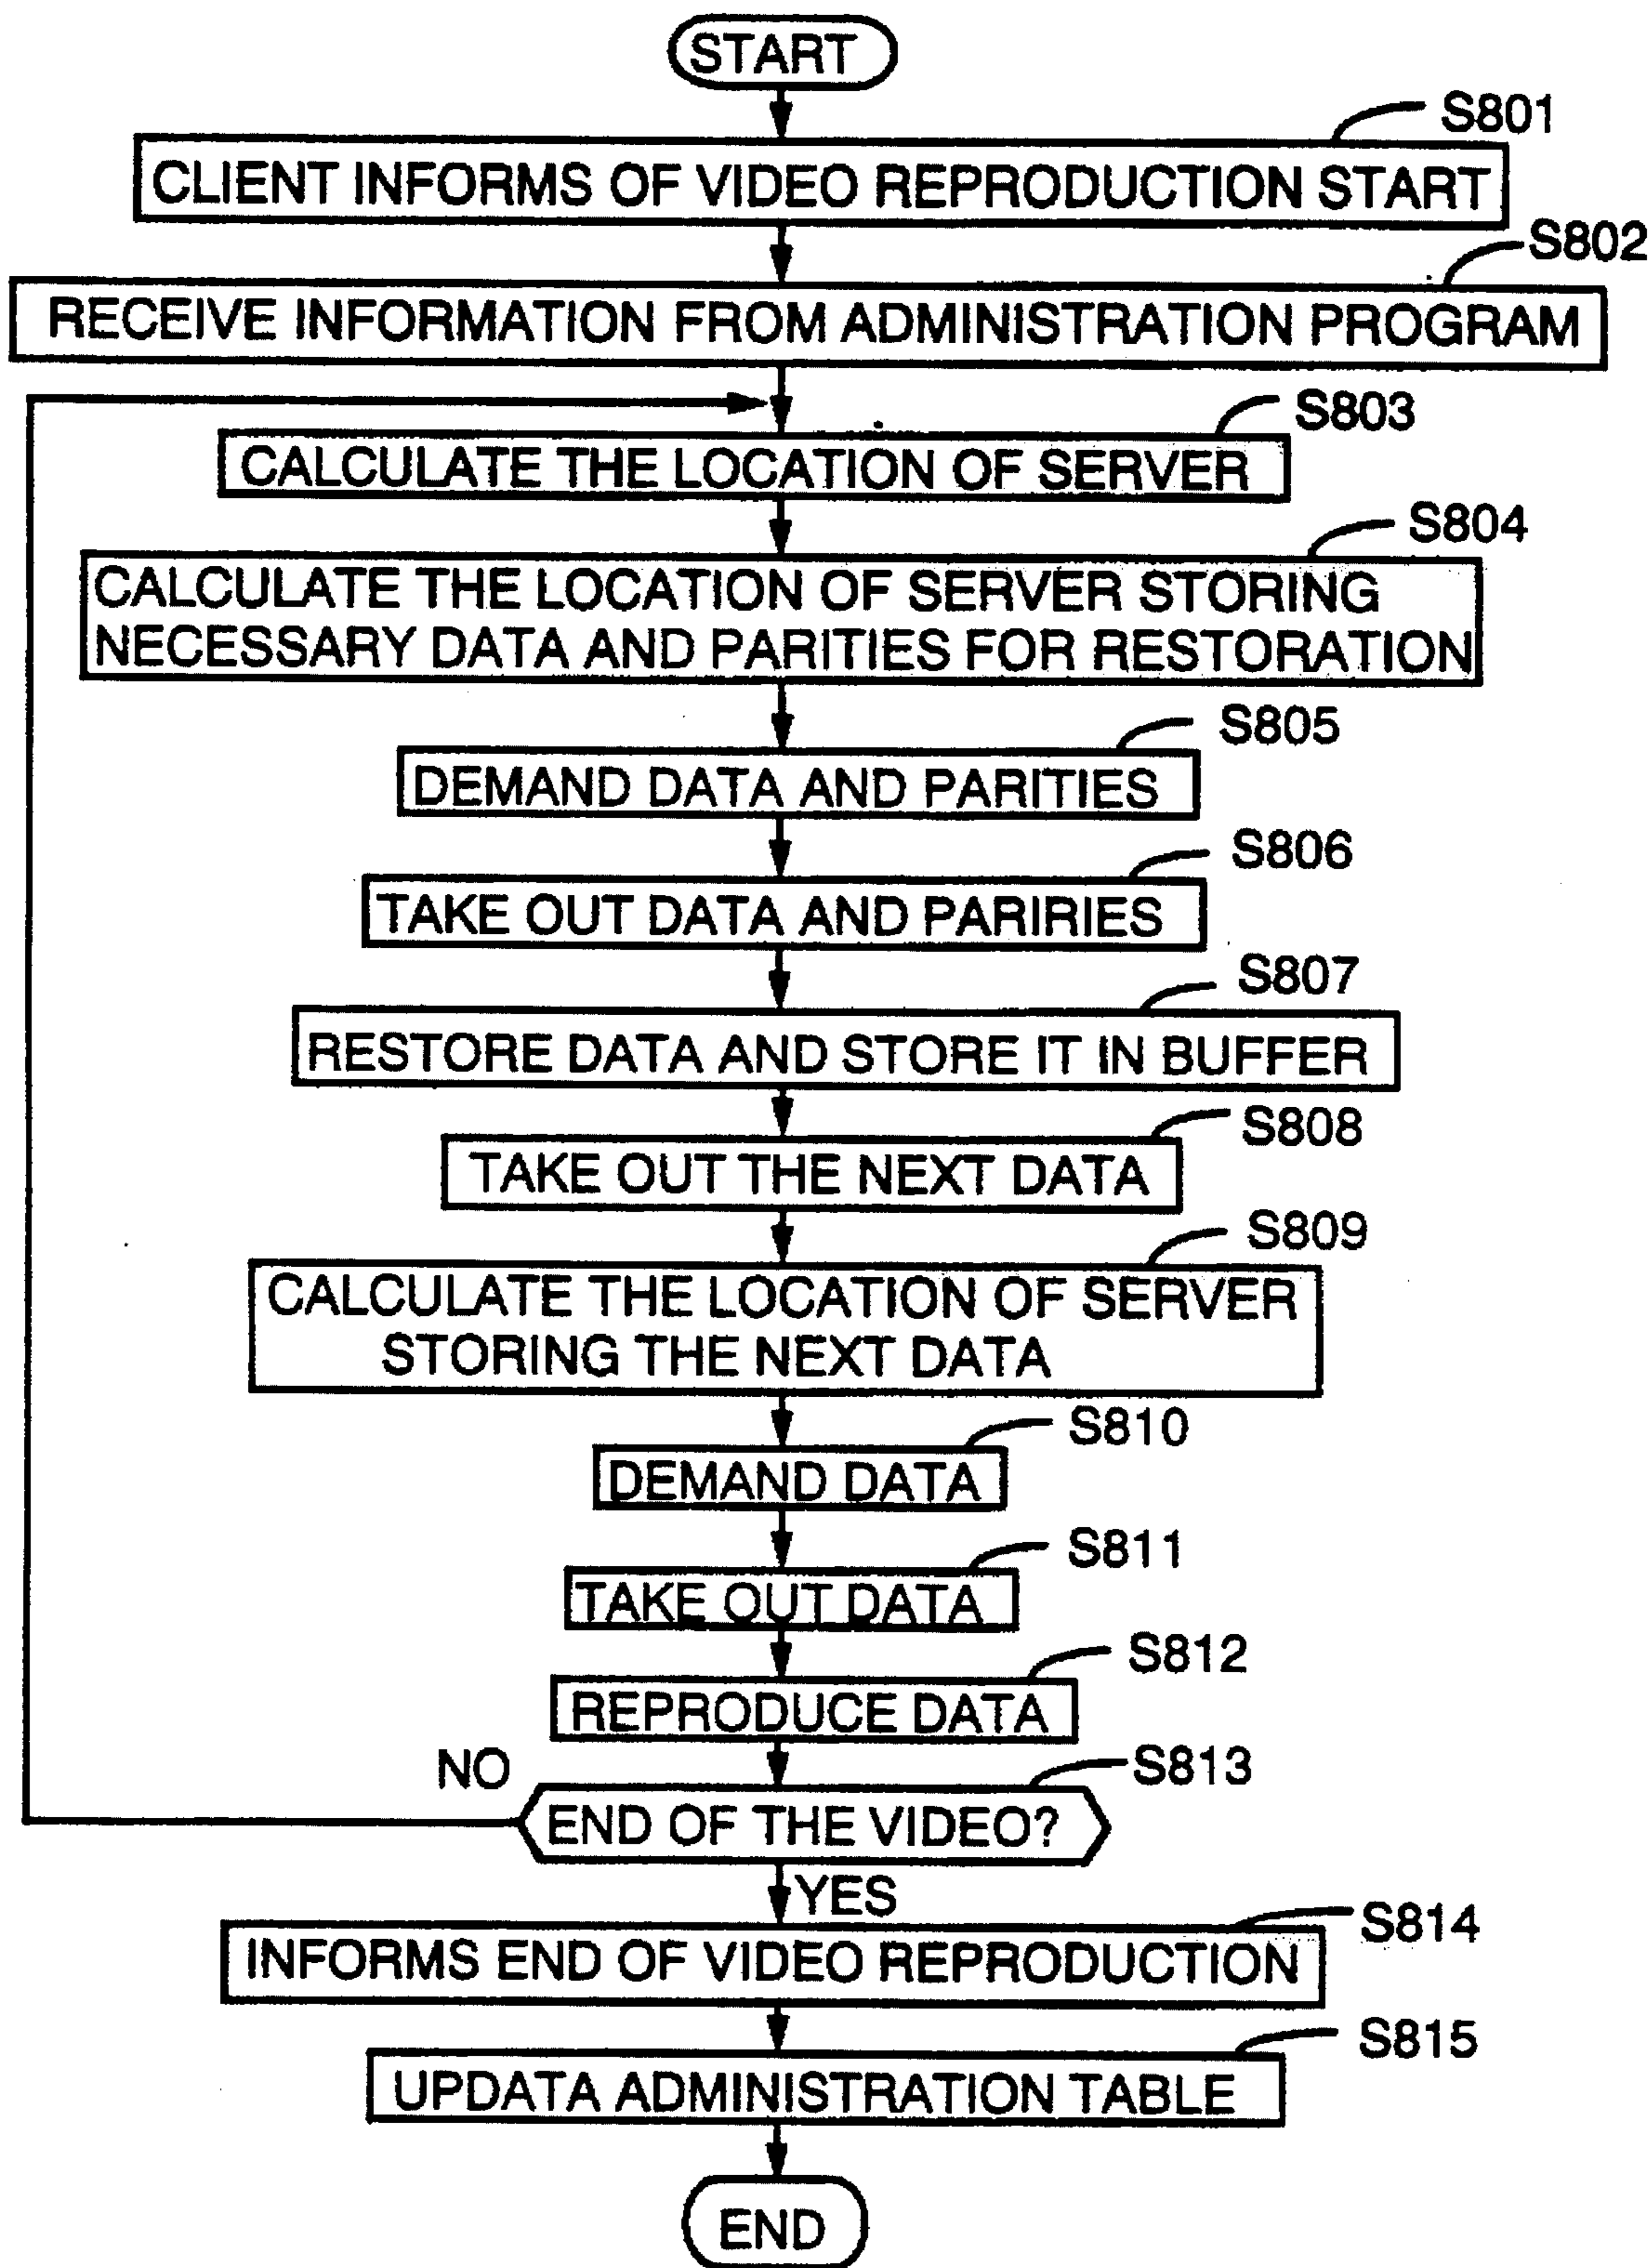 START
S801
CLIENT INFORMS OF VIDEO REPRODUCTION START
S802
RECEIVE INFORMATION FROM ADMINISTRATION PROGRAM
S803
CALCULATE THE LOCATION OF SERVER
S804
CALCULATE THE LOCATION OF SERVER STORING
NECESSARY DATA AND PARITIES FOR RESTORATION
S805
DEMAND DATA AND PARITIES
S806
TAKE OUT DATA AND PARIRIES
S807
RESTORE DATA AND STORE IT IN BUFFER
S808
TAKE OUT THE NEXT DATA
S809
CALCULATE THE LOCATION OF SERVER
STORING THE NEXT DATA
S810
DEMAND DATA
S811
TAKE OUT DATA
S812
REPRODUCE DATA
NO
S813
END OF THE VIDEO?
YES
S814
INFORMS END OF VIDEO REPRODUCTION
S815
UPDATA ADMINISTRATION TABLE
END